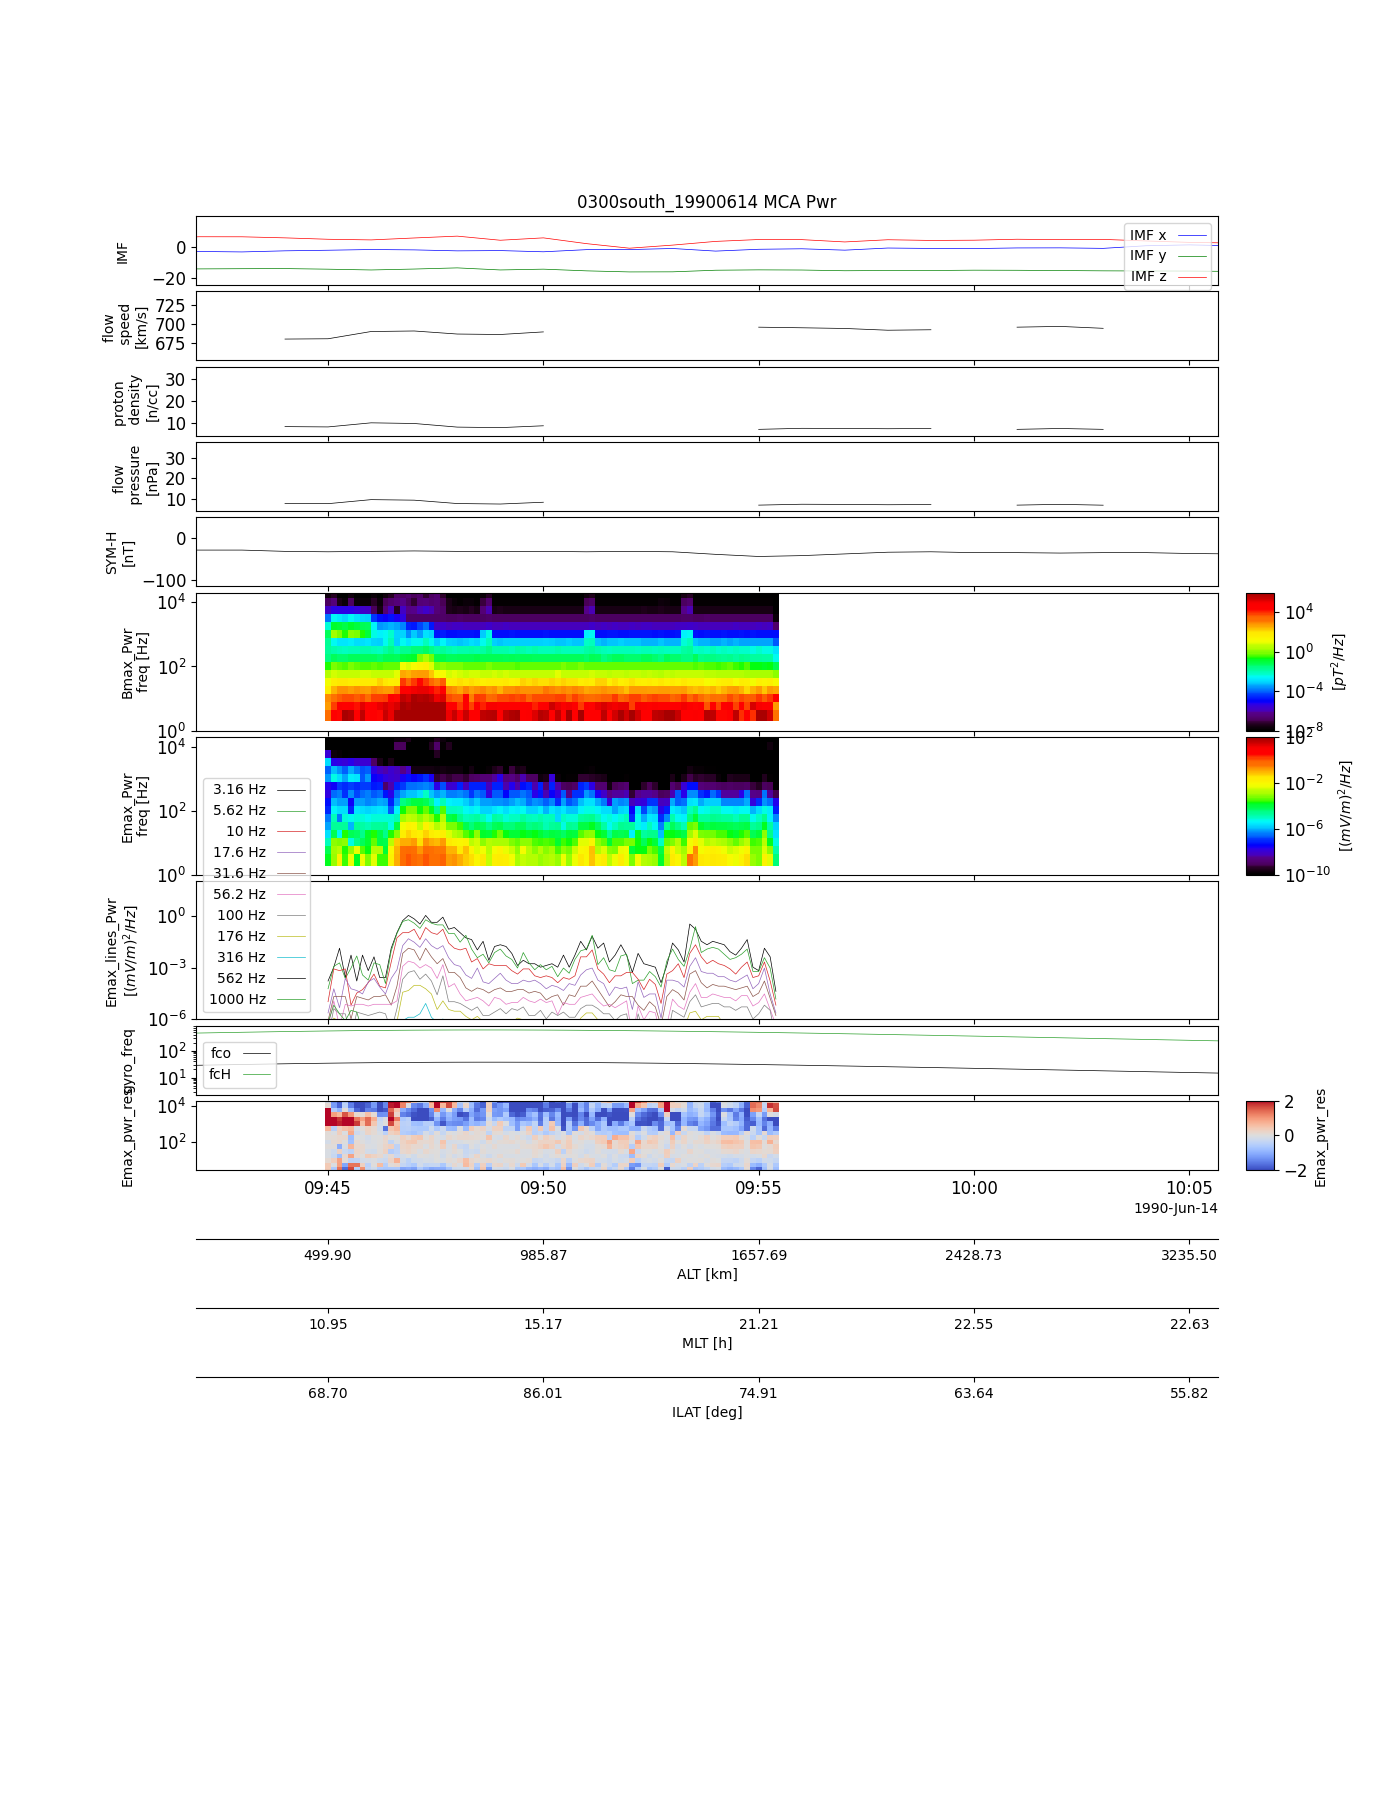 0300south_19900614 MCA Pwr
IMF
0
−20
IMF x
IMF y
IMF z
flow
speed
[km/s]
725
700
675
proton
density
[n/cc]
30
20
10
flow
pressure
[nPa]
30
20
10
SYM-H
[nT]
0
−100
Bmax_Pwr
freq [Hz]
10^4
10^2
10^0
10^4
10^0
10^−4
10^−8
[pT^2/Hz]
Emax_Pwr
freq [Hz]
10^4
10^2
10^0
10^2
10^−2
10^−6
10^−10
[(mV/m)^2/Hz]
3.16 Hz
5.62 Hz
10 Hz
17.6 Hz
31.6 Hz
56.2 Hz
100 Hz
176 Hz
316 Hz
562 Hz
1000 Hz
Emax_lines_Pwr
[(mV/m)^2/Hz]
10^0
10^−3
10^−6
gyro_freq
10^2
10^1
fco
fcH
Emax_pwr_res
10^4
10^2
2
0
−2
Emax_pwr_res
09:45 09:50 09:55 10:00 10:05
1990-Jun-14
499.90 985.87 1657.69 2428.73 3235.50
ALT [km]
10.95 15.17 21.21 22.55 22.63
MLT [h]
68.70 86.01 74.91 63.64 55.82
ILAT [deg]